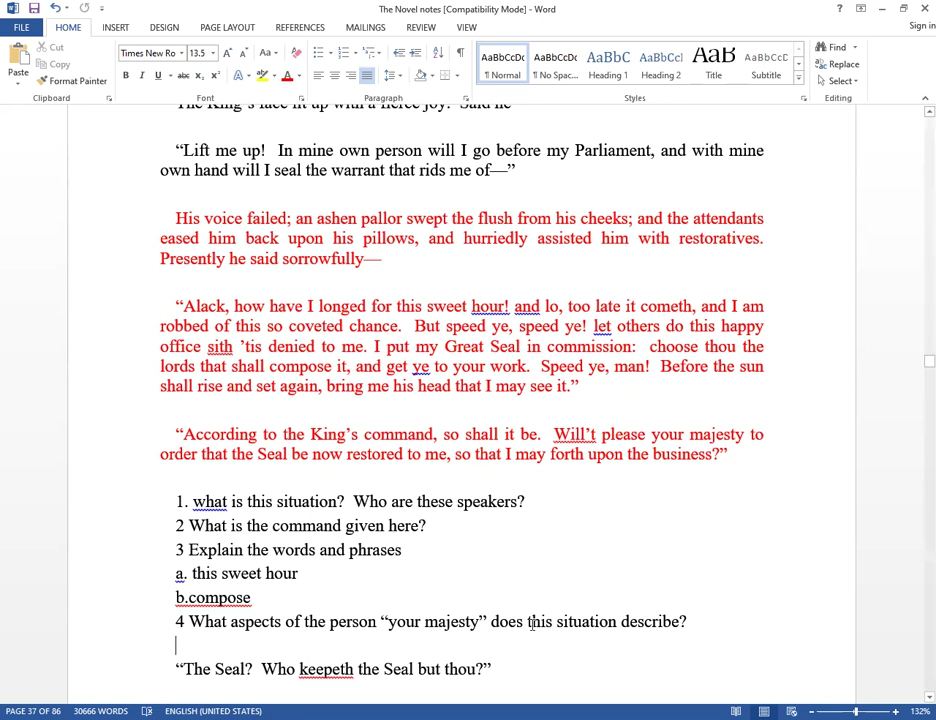 The Novel notes [Compatibility Mode] - Word
Sign in
FILE HOME INSERT DESIGN PAGE LAYOUT REFERENCES MAILINGS REVIEW VIEW
Cut
Copy
Format Painter
Paste
Clipboard
Times New Ro 13.5
Font
Paragraph
AaBbCcDc AaBbCcDc AaBbC AaBbCcl AaB AaBbCcD
¶ Normal ¶ No Spac... Heading 1 Heading 2 Title Subtitle
Styles
Find
Replace
Select
Editing
The King's face lit up with a fierce joy. Said he
“Lift me up!  In mine own person will I go before my Parliament, and with mine
own hand will I seal the warrant that rids me of—”
His voice failed; an ashen pallor swept the flush from his cheeks; and the attendants
eased him back upon his pillows, and hurriedly assisted him with restoratives.
Presently he said sorrowfully—
“Alack, how have I longed for this sweet hour! and lo, too late it cometh, and I am
robbed of this so coveted chance.  But speed ye, speed ye! let others do this happy
office sith ’tis denied to me. I put my Great Seal in commission:  choose thou the
lords that shall compose it, and get ye to your work.  Speed ye, man!  Before the sun
shall rise and set again, bring me his head that I may see it.”
“According to the King’s command, so shall it be.  Will’t please your majesty to
order that the Seal be now restored to me, so that I may forth upon the business?”
1. what is this situation?  Who are these speakers?
2 What is the command given here?
3 Explain the words and phrases
a. this sweet hour
b.compose
4 What aspects of the person “your majesty” does this situation describe?
“The Seal?  Who keepeth the Seal but thou?”
PAGE 37 OF 86 30666 WORDS ENGLISH (UNITED STATES) 132%